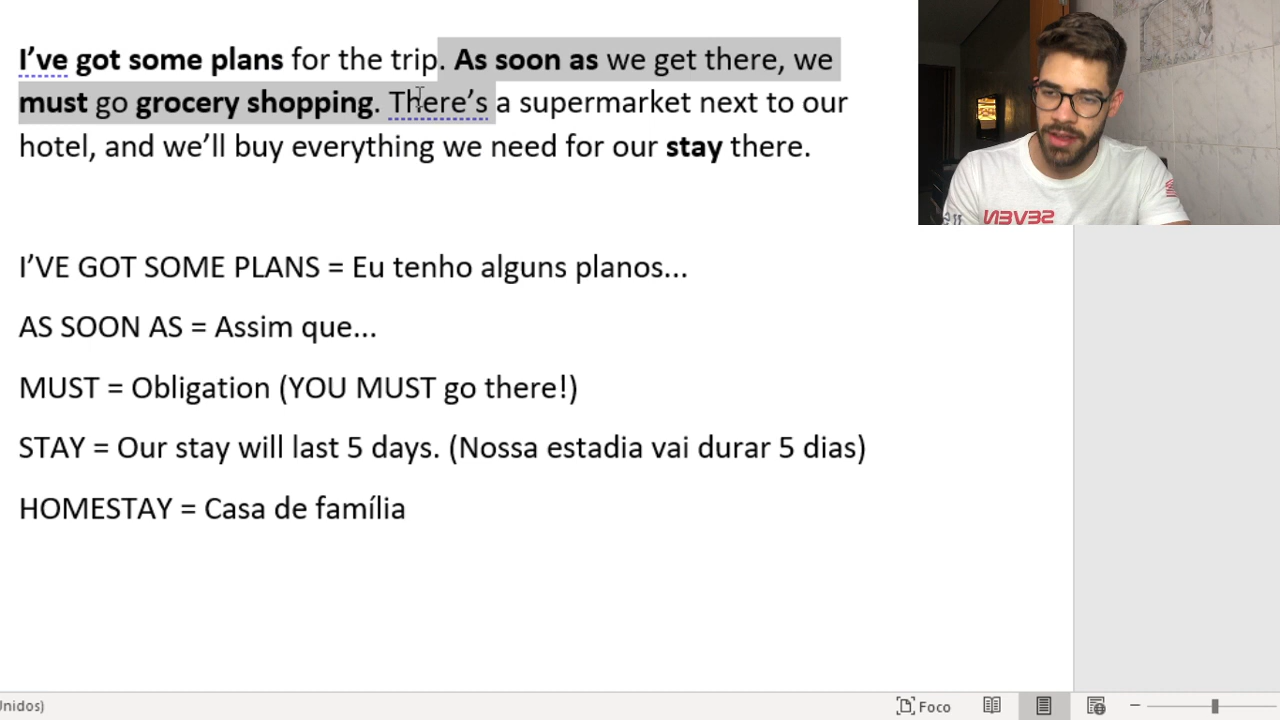 I’ve got some plans for the trip. As soon as we get there, we
must go grocery shopping. There’s a supermarket next to our
hotel, and we’ll buy everything we need for our stay there.
I’VE GOT SOME PLANS = Eu tenho alguns planos...
AS SOON AS = Assim que...
MUST = Obligation (YOU MUST go there!)
STAY = Our stay will last 5 days. (Nossa estadia vai durar 5 dias)
HOMESTAY = Casa de família
Unidos)
Foco